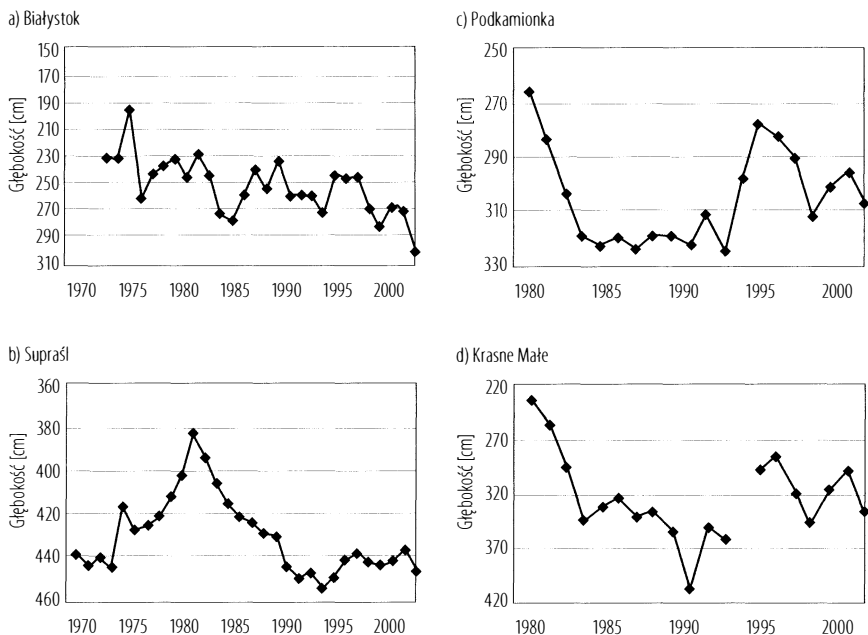 a) Białystok
Głębokość [cm]
150
170
190
210
230
250
270
290
310
1970 1975 1980 1985 1990 1995 2000
b) Supraśl
Głębokość [cm]
360
380
400
420
440
460
1970 1975 1980 1985 1990 1995 2000
c) Podkamionka
Głębokość [cm]
250
270
290
310
330
1980 1985 1990 1995 2000
d) Krasne Małe
Głębokość [cm]
220
270
320
370
420
1980 1985 1990 1995 2000